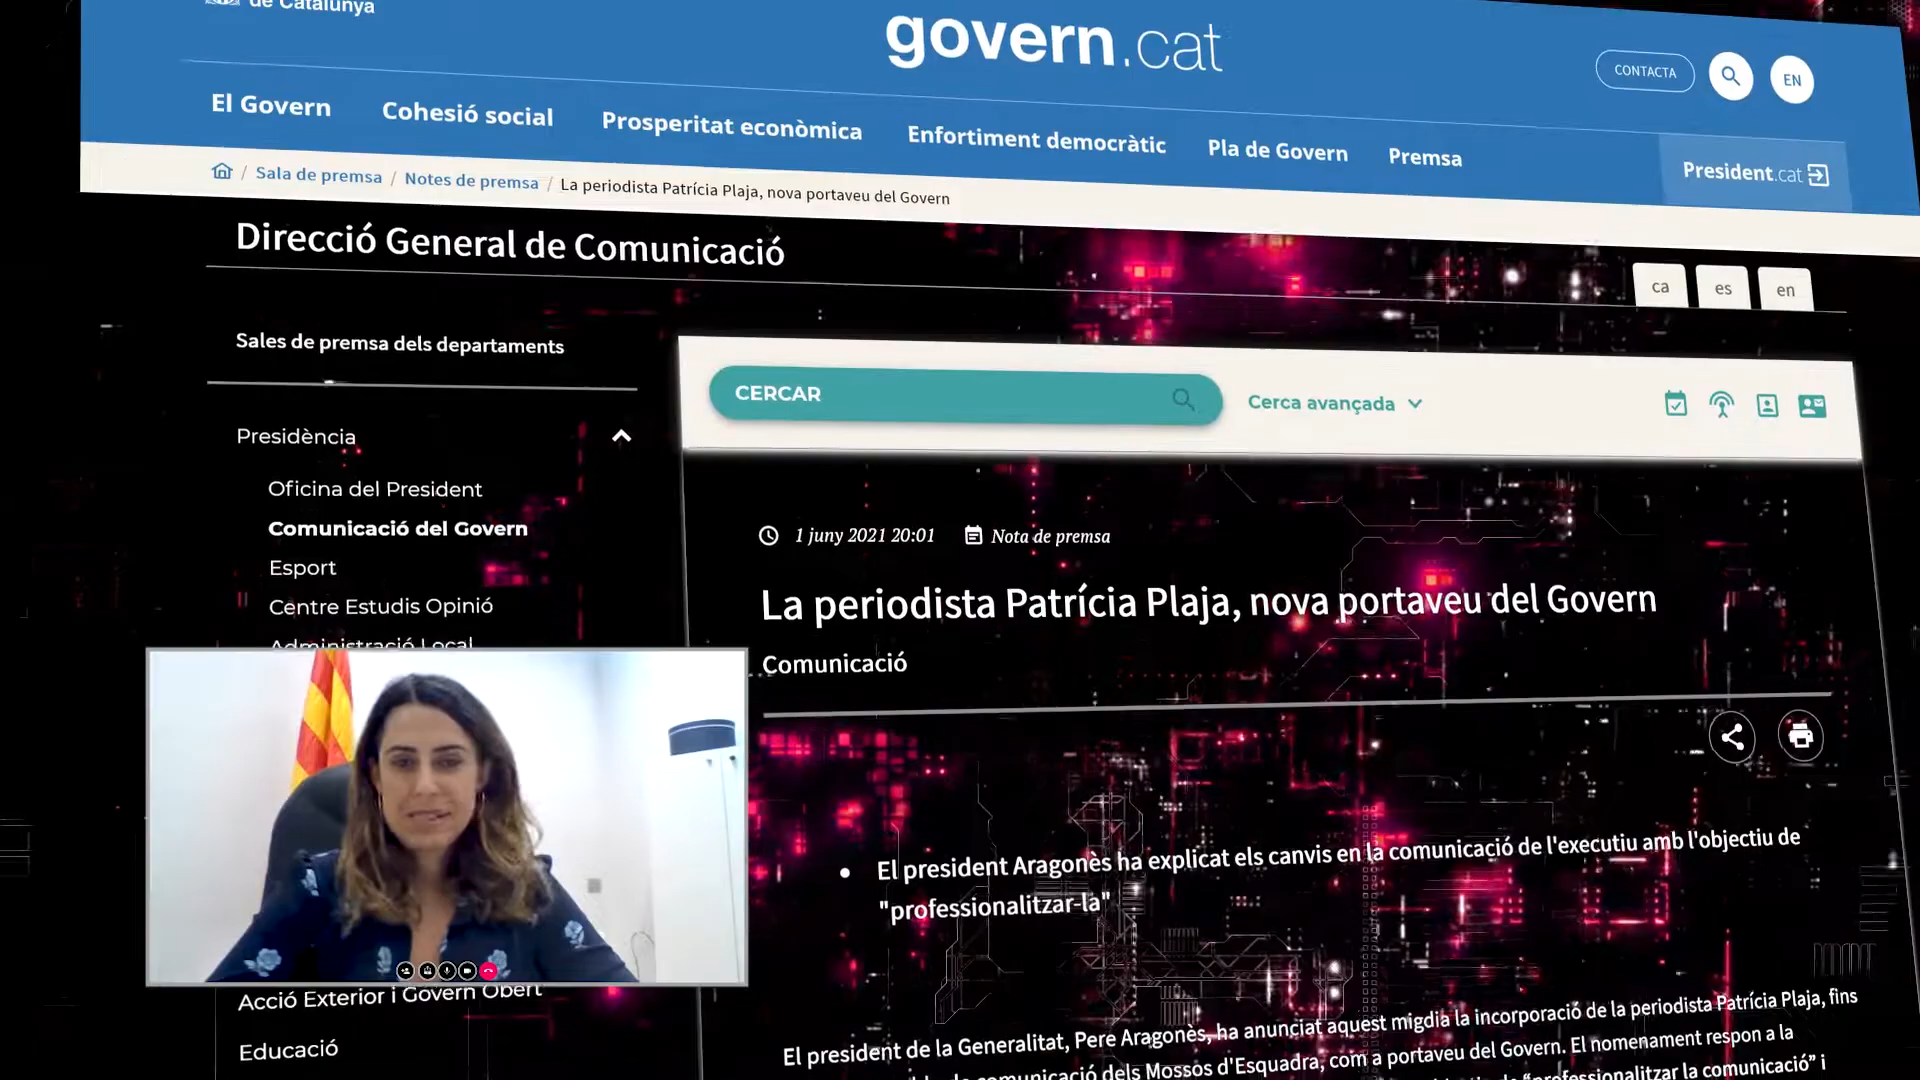 de Catalunya
govern.cat
CONTACTA
EN
El Govern
Cohesió social
Prosperitat econòmica
Enfortiment democràtic
Pla de Govern
Premsa
President.cat
/ Sala de premsa / Notes de premsa / La periodista Patrícia Plaja, nova portaveu del Govern
Direcció General de Comunicació
ca
es
en
Sales de premsa dels departaments
CERCAR
Cerca avançada
Presidència
Oficina del President
Comunicació del Govern
Esport
Centre Estudis Opinió
Administració Local
Acció Exterior i Govern Obert
Educació
1 juny 2021 20:01
Nota de premsa
La periodista Patrícia Plaja, nova portaveu del Govern
Comunicació
• El president Aragonès ha explicat els canvis en la comunicació de l'executiu amb l'objectiu de
"professionalitzar-la"
El president de la Generalitat, Pere Aragonès, ha anunciat aquest migdia la incorporació de la periodista Patrícia Plaja, fins
comunicació dels Mossos d'Esquadra, com a portaveu del Govern. El nomenament respon a la
“professionalitzar la comunicació” i